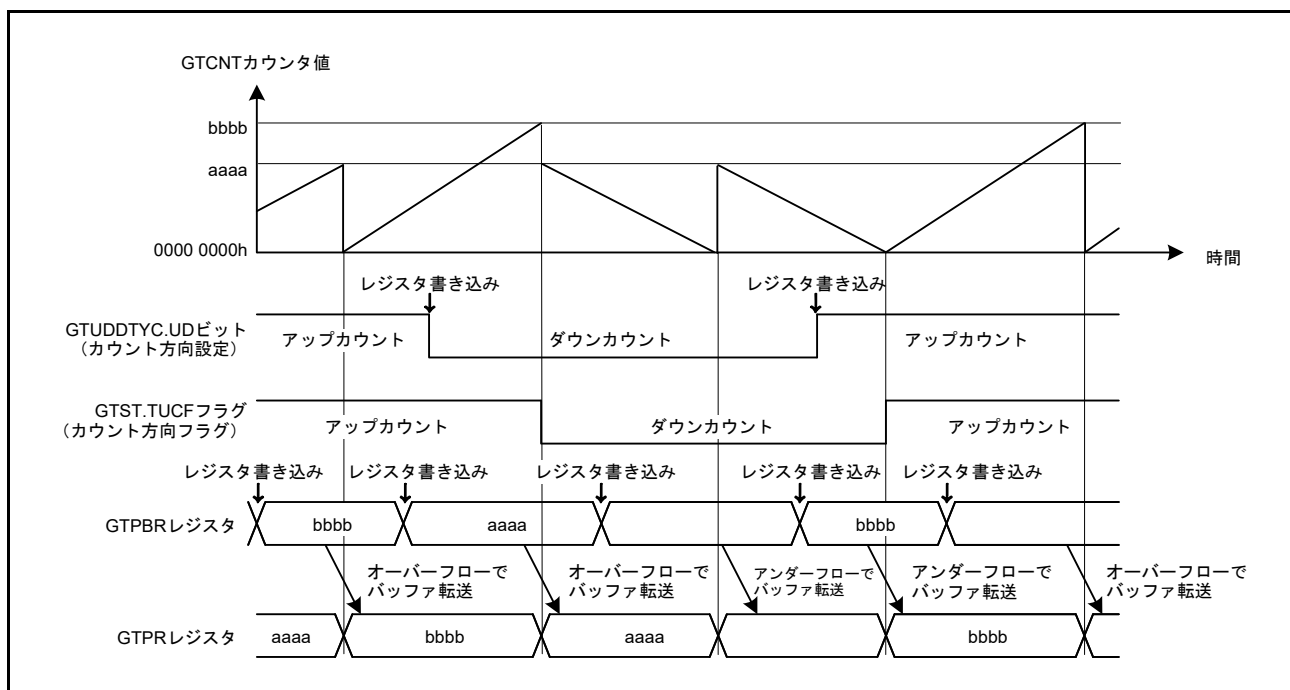 GTCNTカウンタ値
bbbb
aaaa
0000 0000h
時間
レジスタ書き込み
レジスタ書き込み
GTUDDTYC.UDビット
(カウント方向設定)
アップカウント
ダウンカウント
アップカウント
GTST.TUCFフラグ
(カウント方向フラグ)
アップカウント
ダウンカウント
アップカウント
レジスタ書き込み
レジスタ書き込み
レジスタ書き込み
レジスタ書き込み
レジスタ書き込み
GTPBRレジスタ
bbbb
aaaa
bbbb
オーバーフローで
バッファ転送
オーバーフローで
バッファ転送
アンダーフローで
バッファ転送
アンダーフローで
バッファ転送
オーバーフローで
バッファ転送
GTPRレジスタ
aaaa
bbbb
aaaa
bbbb